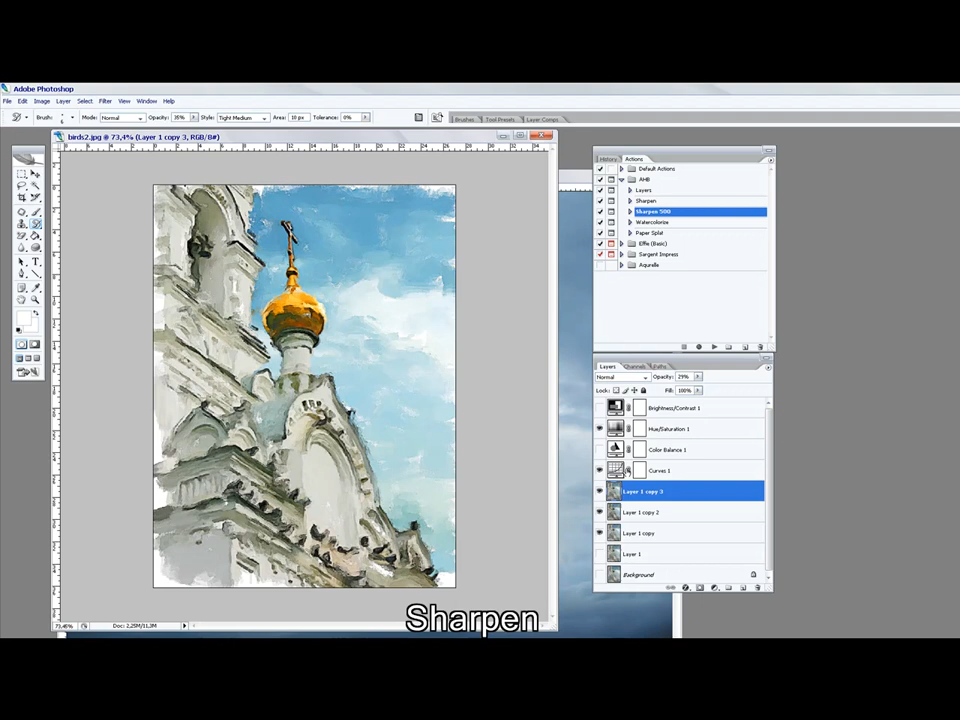 Adobe Photoshop
File Edit Image Layer Select Filter View Window Help
Brush: Mode: Normal Opacity: 35% Style: Tight Medium Area: 10 px Tolerance: 0% Brushes Tool Presets Layer Comps
birds2.jpg @ 73,4% (Layer 1 copy 3, RGB/8#)
History Actions
Default Actions
AHB
Layers
Sharpen
Sharpen 500
Watercolorize
Paper Splat
Effie (Basic)
Sargent Impress
Aqurelle
Layers Channels Paths
Normal Opacity: 29%
Lock: Fill: 100%
Brightness/Contrast 1
Hue/Saturation 1
Color Balance 1
Curves 1
Layer 1 copy 3
Layer 1 copy 2
Layer 1 copy
Layer 1
Background
Doc: 2,25M/11,3M
Sharpen